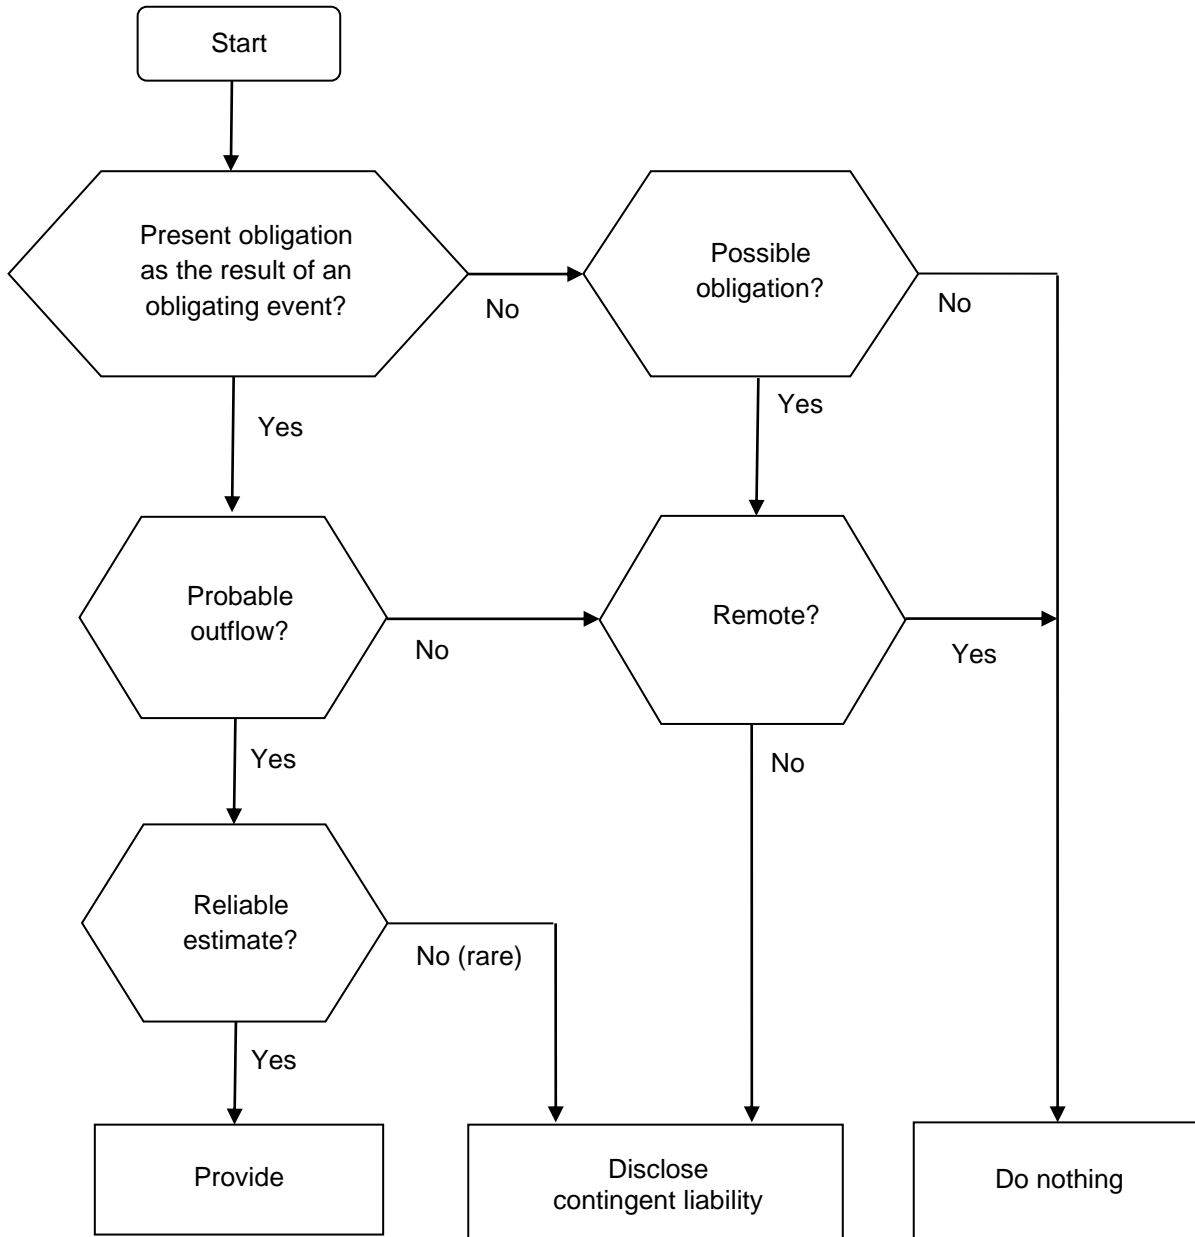 Start
Present obligation
as the result of an
obligating event?
No
Possible
obligation?
No
Yes
Yes
Probable
outflow?
No
Remote?
Yes
Yes
No
Reliable
estimate?
No (rare)
Yes
Provide
Disclose
contingent liability
Do nothing